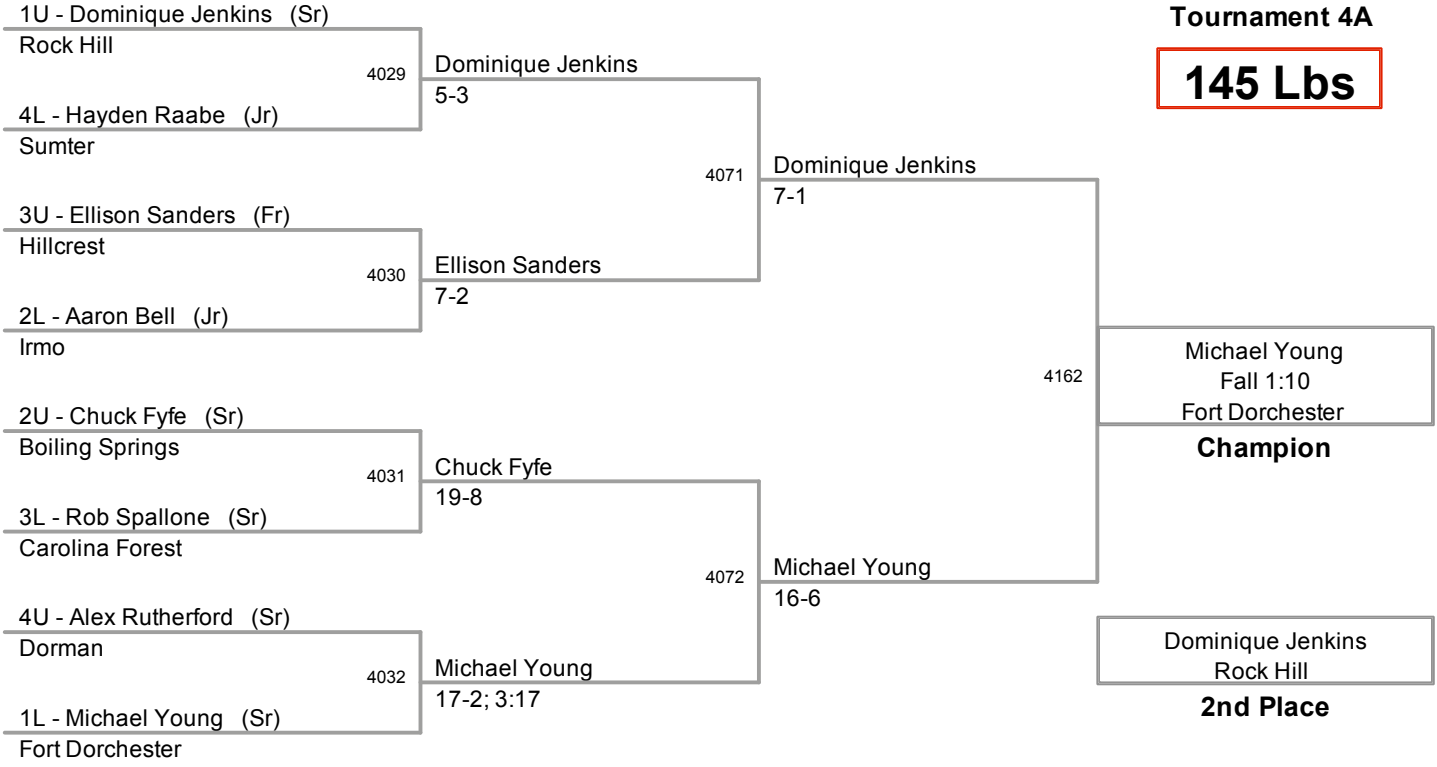 1U - Dominique Jenkins (Sr)
Rock Hill
4029
4L - Hayden Raabe (Jr)
Sumter
3U - Ellison Sanders (Fr)
Hillcrest
4030
2L - Aaron Bell (Jr)
Irmo
2U - Chuck Fyfe (Sr)
Boiling Springs
4031
3L - Rob Spallone (Sr)
Carolina Forest
4U - Alex Rutherford (Sr)
Dorman
4032
1L - Michael Young (Sr)
Fort Dorchester
Dominique Jenkins
5-3
4071
Ellison Sanders
7-2
Chuck Fyfe
19-8
4072
Michael Young
17-2; 3:17
Dominique Jenkins
7-1
4162
Michael Young
16-6
Tournament 4A
145 Lbs
Michael Young
Fall 1:10
Fort Dorchester
Champion
Dominique Jenkins
Rock Hill
2nd Place